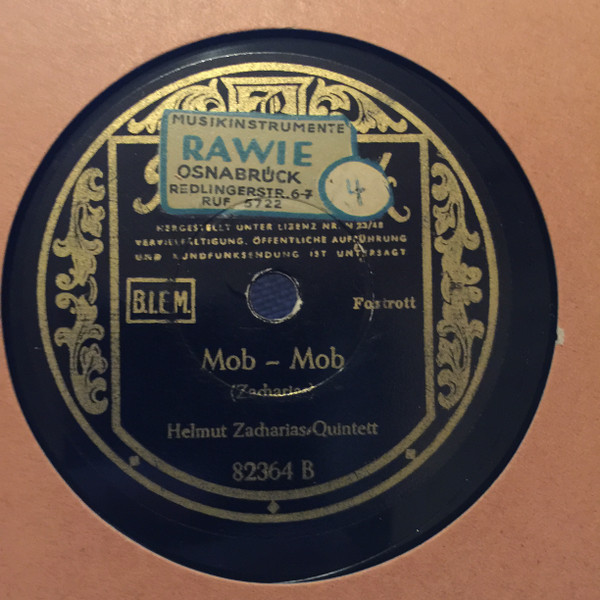 MUSIKINSTRUMENTE
RAWIE
OSNABRÜCK
REDLINGERSTR. 6-7
RUF 5722
4
HERGESTELLT UNTER LIZENZ NR.
VERVIELFÄLTIGUNG, ÖFFENTLICHE AUFFÜHRUNG
UND RUNDFUNKSENDUNG IST UNTERSAGT
B.I.E.M.
Foxtrott
Mob - Mob
(Zacharias)
Helmut Zacharias-Quintett
82364 B